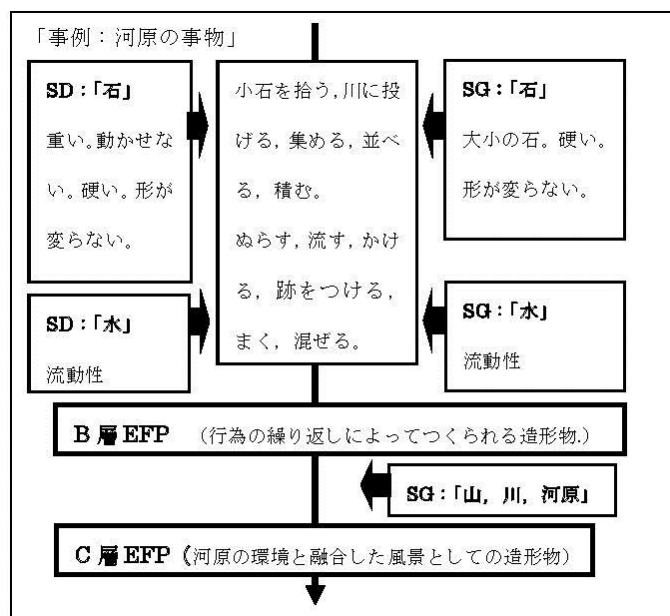 「事例：河原の事物」
SD：「石」
重い。動かせな
い。硬い。形が
変らない。
小石を拾う，川に投
げる，集める，並べ
る，積む。
ぬらす，流す，かけ
る，跡をつける，
まく，混ぜる。
SG：「石」
大小の石。硬い。
形が変らない。
SD：「水」
流動性
SG：「水」
流動性
B 層 EFP （行為の繰り返しによってつくられる造形物.）
SG：「山，川，河原」
C 層 EFP（河原の環境と融合した風景としての造形物）